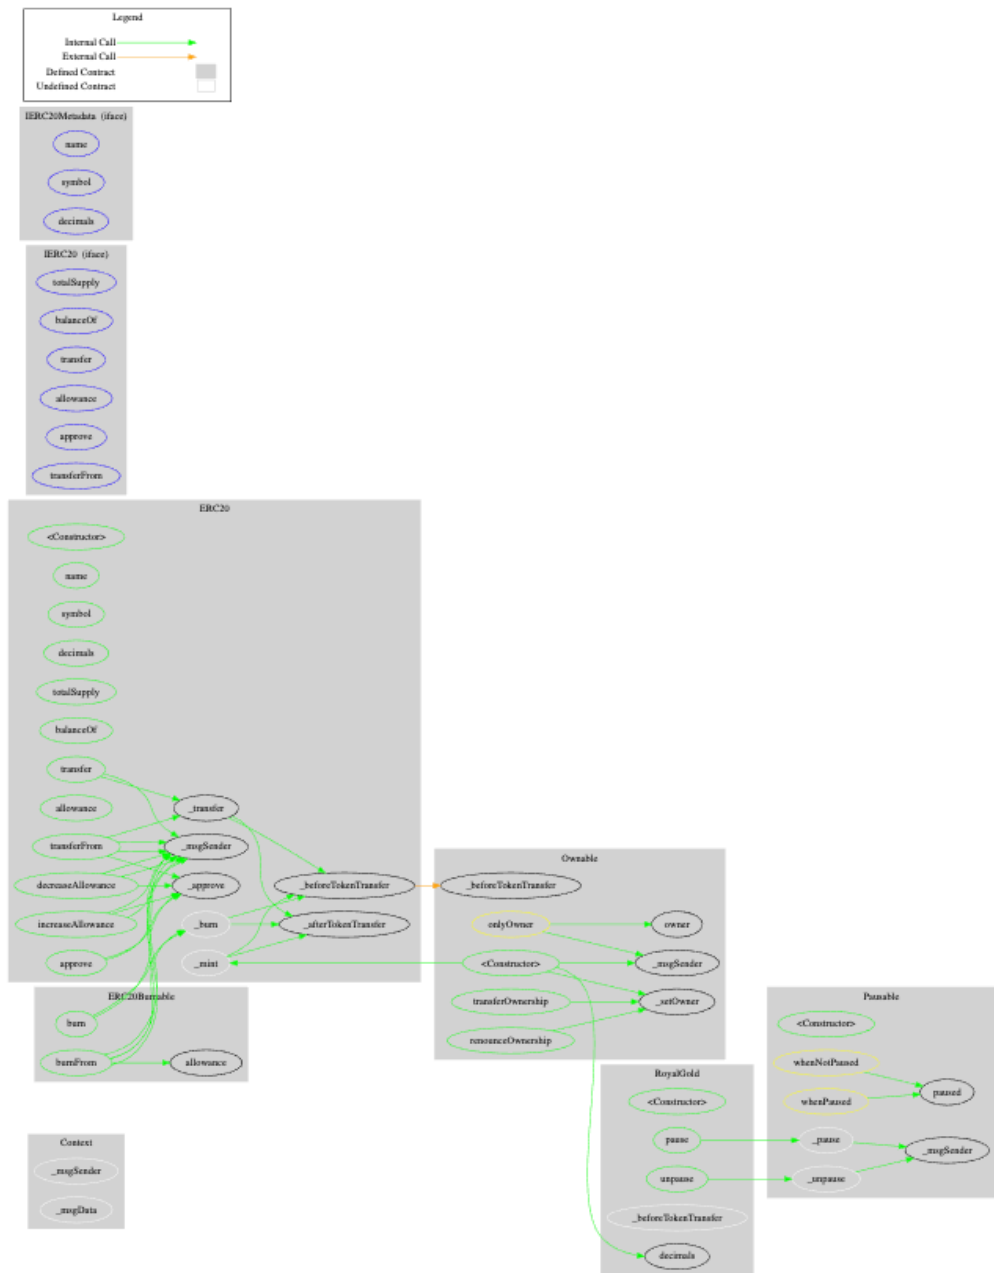 Legend
Internal Call
External Call
Defined Contract
Undefined Contract
IERC20Metadata (iface)
name
symbol
decimals
IERC20 (iface)
totalSupply
balanceOf
transfer
allowance
approve
transferFrom
ERC20
<Constructor>
name
symbol
decimals
totalSupply
balanceOf
transfer
allowance
transferFrom
decreaseAllowance
increaseAllowance
approve
_transfer
_msgSender
_approve
_burn
_mint
_beforeTokenTransfer
_afterTokenTransfer
ERC20Burnable
burn
burnFrom
allowance
Context
_msgSender
_msgData
Ownable
_beforeTokenTransfer
onlyOwner
<Constructor>
transferOwnership
renounceOwnership
owner
_msgSender
_setOwner
RoyalGold
<Constructor>
pause
unpause
_beforeTokenTransfer
decimals
Pausable
<Constructor>
whenNotPaused
whenPaused
_pause
_unpause
paused
_msgSender